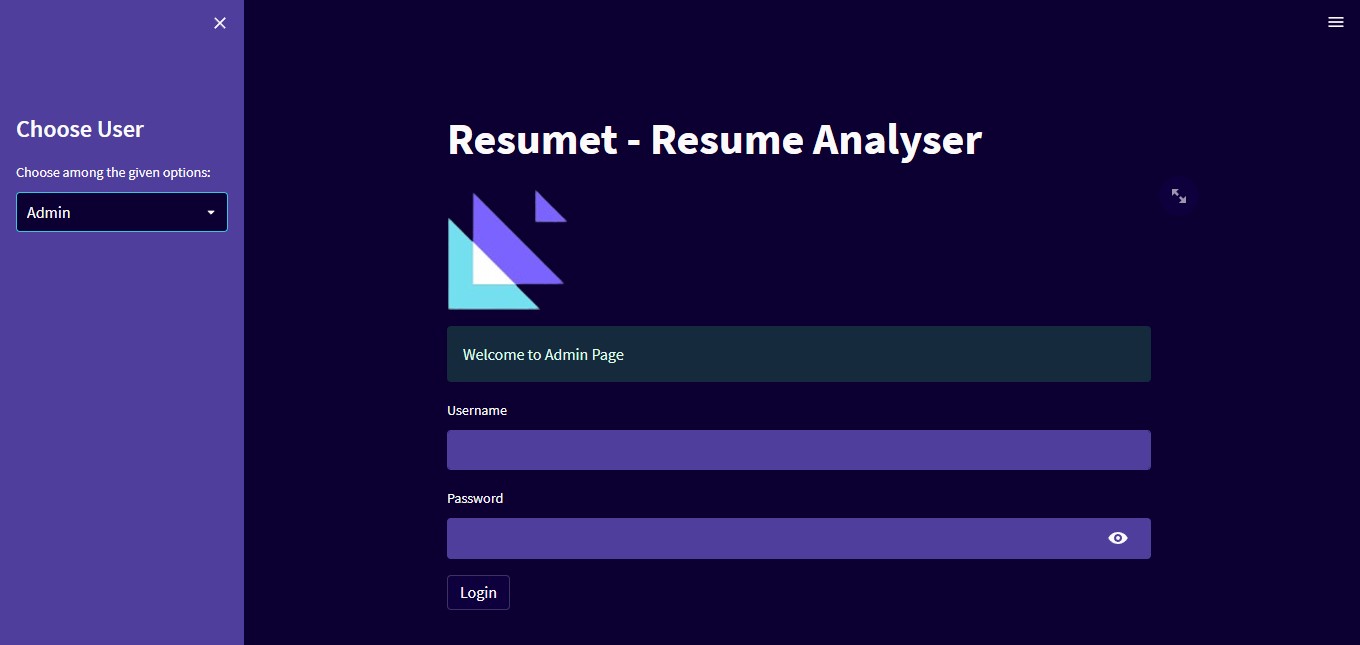 Choose User
Choose among the given options:
Admin
Resumet - Resume Analyser
Welcome to Admin Page
Username
Password
Login